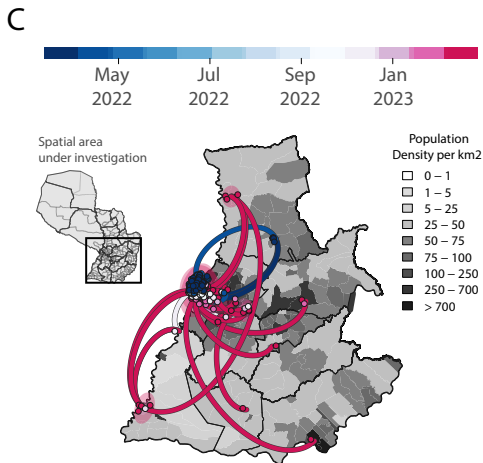 C
May Jul Sep Jan
2022 2022 2022 2023
Spatial area
under investigation
Population
Density per km2
0 – 1
1 – 5
5 – 25
25 – 50
50 – 75
75 – 100
100 – 250
250 – 700
> 700